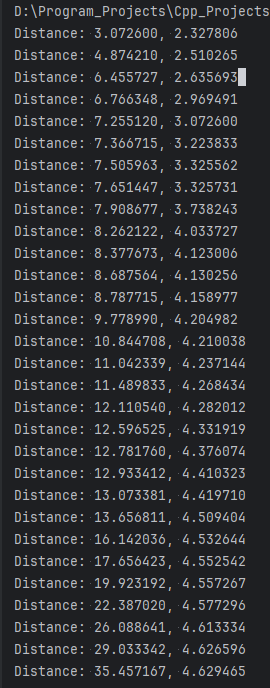 D:\Program_Projects\Cpp_Projects
Distance: 3.072600, 2.327806
Distance: 4.874210, 2.510265
Distance: 6.455727, 2.635693
Distance: 6.766348, 2.969491
Distance: 7.255120, 3.072600
Distance: 7.366715, 3.223833
Distance: 7.505963, 3.325562
Distance: 7.651447, 3.325731
Distance: 7.908677, 3.738243
Distance: 8.262122, 4.033727
Distance: 8.377673, 4.123006
Distance: 8.687564, 4.130256
Distance: 8.787715, 4.158977
Distance: 9.778990, 4.204982
Distance: 10.844708, 4.210038
Distance: 11.042339, 4.237144
Distance: 11.489833, 4.268434
Distance: 12.110540, 4.282012
Distance: 12.596525, 4.331919
Distance: 12.781760, 4.376074
Distance: 12.933412, 4.410323
Distance: 13.073381, 4.419710
Distance: 13.656811, 4.509404
Distance: 16.142036, 4.532644
Distance: 17.656423, 4.552542
Distance: 19.923192, 4.557267
Distance: 22.387020, 4.577296
Distance: 26.088641, 4.613334
Distance: 29.033342, 4.626596
Distance: 35.457167, 4.629465